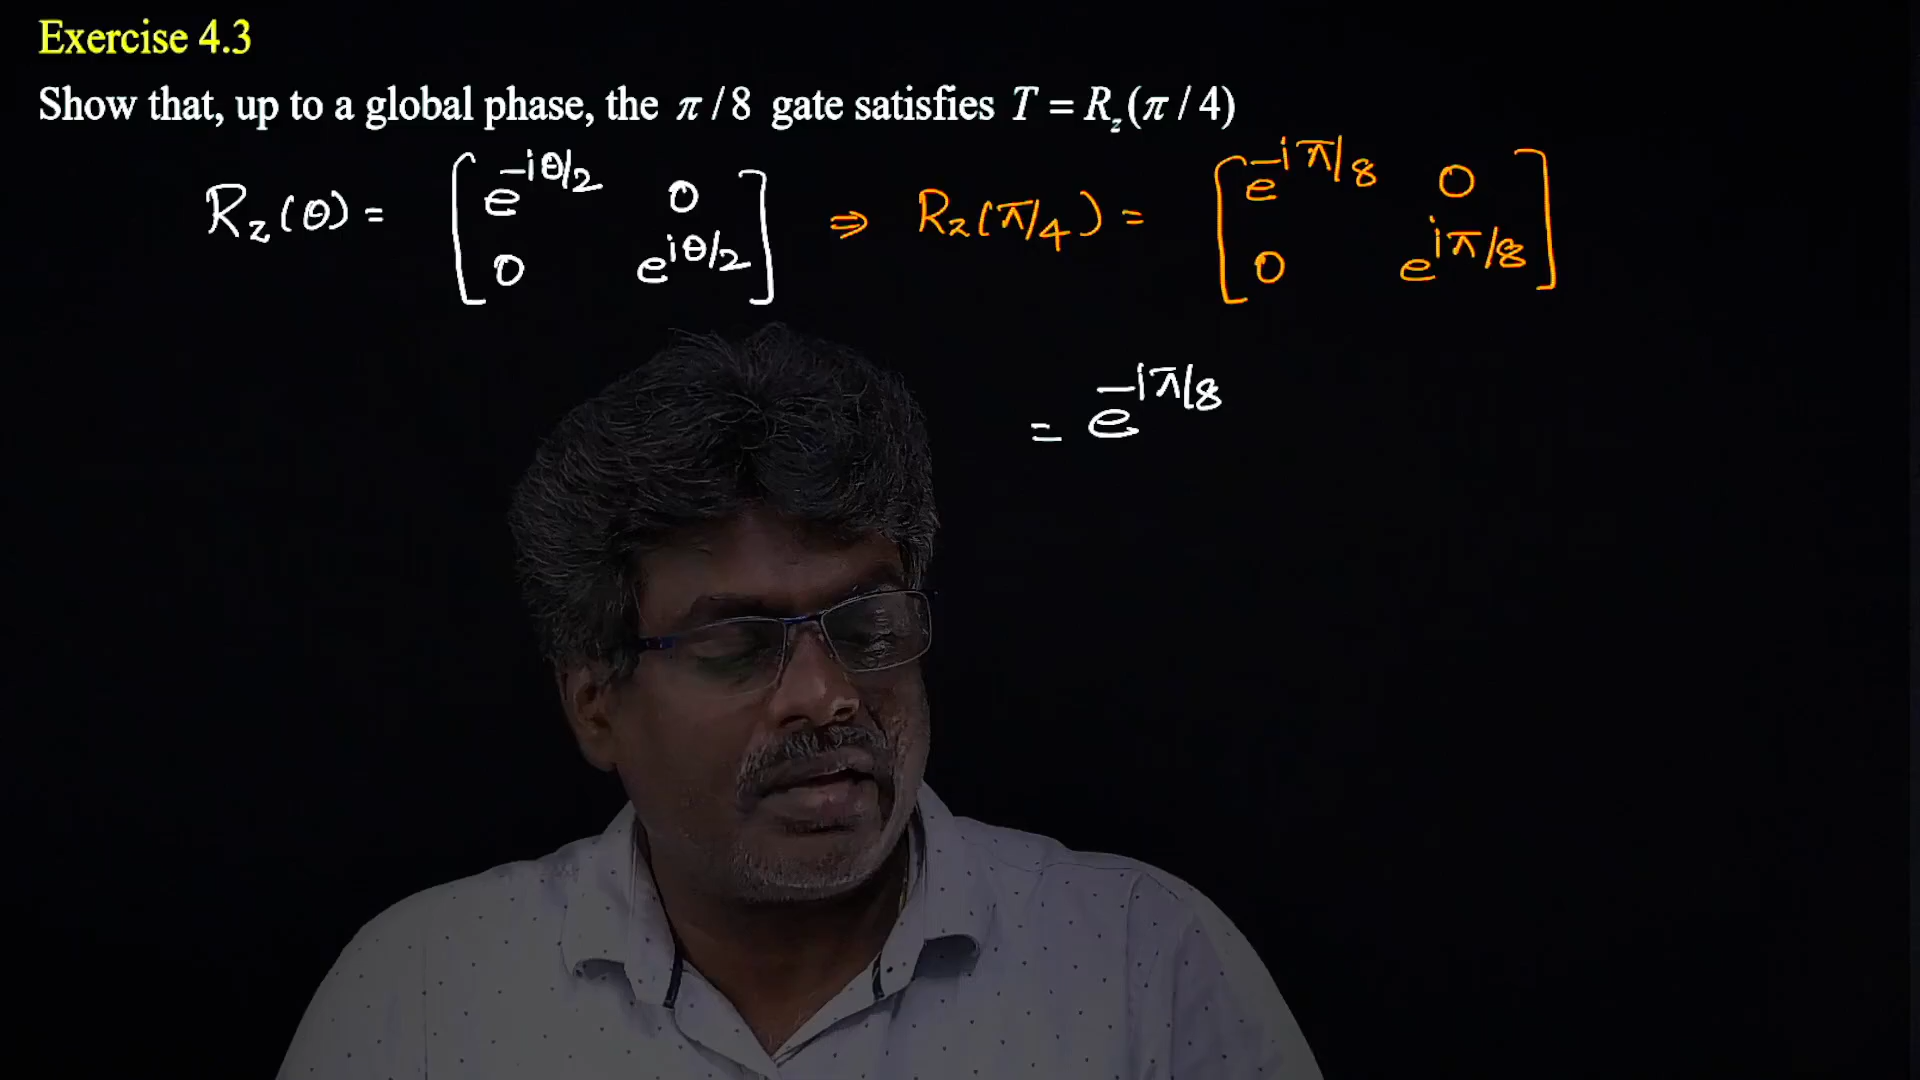 Exercise 4.3
Show that, up to a global phase, the π / 8 gate satisfies T = R_z (π / 4)
R_z(θ) = [ e^{-iθ/2} 0 ; 0 e^{iθ/2} ] ⇒ R_z(π/4) = [ e^{-iπ/8} 0 ; 0 e^{iπ/8} ]
= e^{-iπ/8}